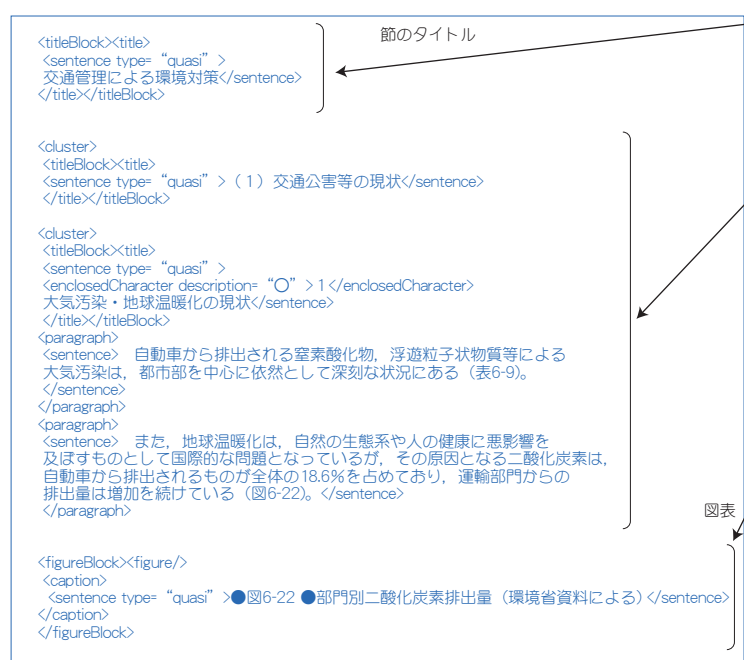 <titleBlock><title>
<sentence type= “quasi” >
交通管理による環境対策</sentence>
</title></titleBlock>
節のタイトル
<cluster>
<titleBlock><title>
<sentence type= “quasi” >（１）交通公害等の現状</sentence>
</title></titleBlock>
<cluster>
<titleBlock><title>
<sentence type= “quasi” >
<enclosedCharacter description= “○” >１</enclosedCharacter>
大気汚染・地球温暖化の現状</sentence>
</title></titleBlock>
<paragraph>
<sentence>　自動車から排出される窒素酸化物，浮遊粒子状物質等による
大気汚染は，都市部を中心に依然として深刻な状況にある（表6-9）。
</sentence>
</paragraph>
<paragraph>
<sentence>　また，地球温暖化は，自然の生態系や人の健康に悪影響を
及ぼすものとして国際的な問題となっているが，その原因となる二酸化炭素は，
自動車から排出されるものが全体の18.6％を占めており，運輸部門からの
排出量は増加を続けている（図6-22）。</sentence>
</paragraph>
図表
<figureBlock><figure/>
<caption>
<sentence type= “quasi” >●図6-22 ●部門別二酸化炭素排出量（環境省資料による）</sentence>
</caption>
</figureBlock>